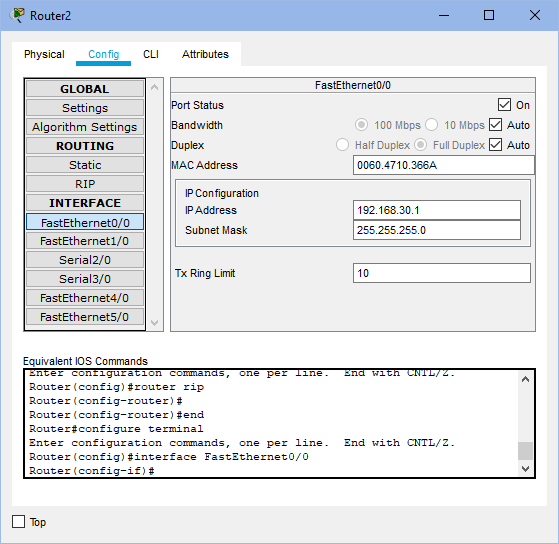 Router2
Physical Config CLI Attributes
GLOBAL
Settings
Algorithm Settings
ROUTING
Static
RIP
INTERFACE
FastEthernet0/0
FastEthernet1/0
Serial2/0
Serial3/0
FastEthernet4/0
FastEthernet5/0
FastEthernet0/0
Port Status On
Bandwidth 100 Mbps 10 Mbps Auto
Duplex Half Duplex Full Duplex Auto
MAC Address 0060.4710.366A
IP Configuration
IP Address 192.168.30.1
Subnet Mask 255.255.255.0
Tx Ring Limit 10
Equivalent IOS Commands
Enter configuration commands, one per line. End with CNTL/Z.
Router(config)#router rip
Router(config-router)#
Router(config-router)#end
Router#configure terminal
Enter configuration commands, one per line. End with CNTL/Z.
Router(config)#interface FastEthernet0/0
Router(config-if)#
Top